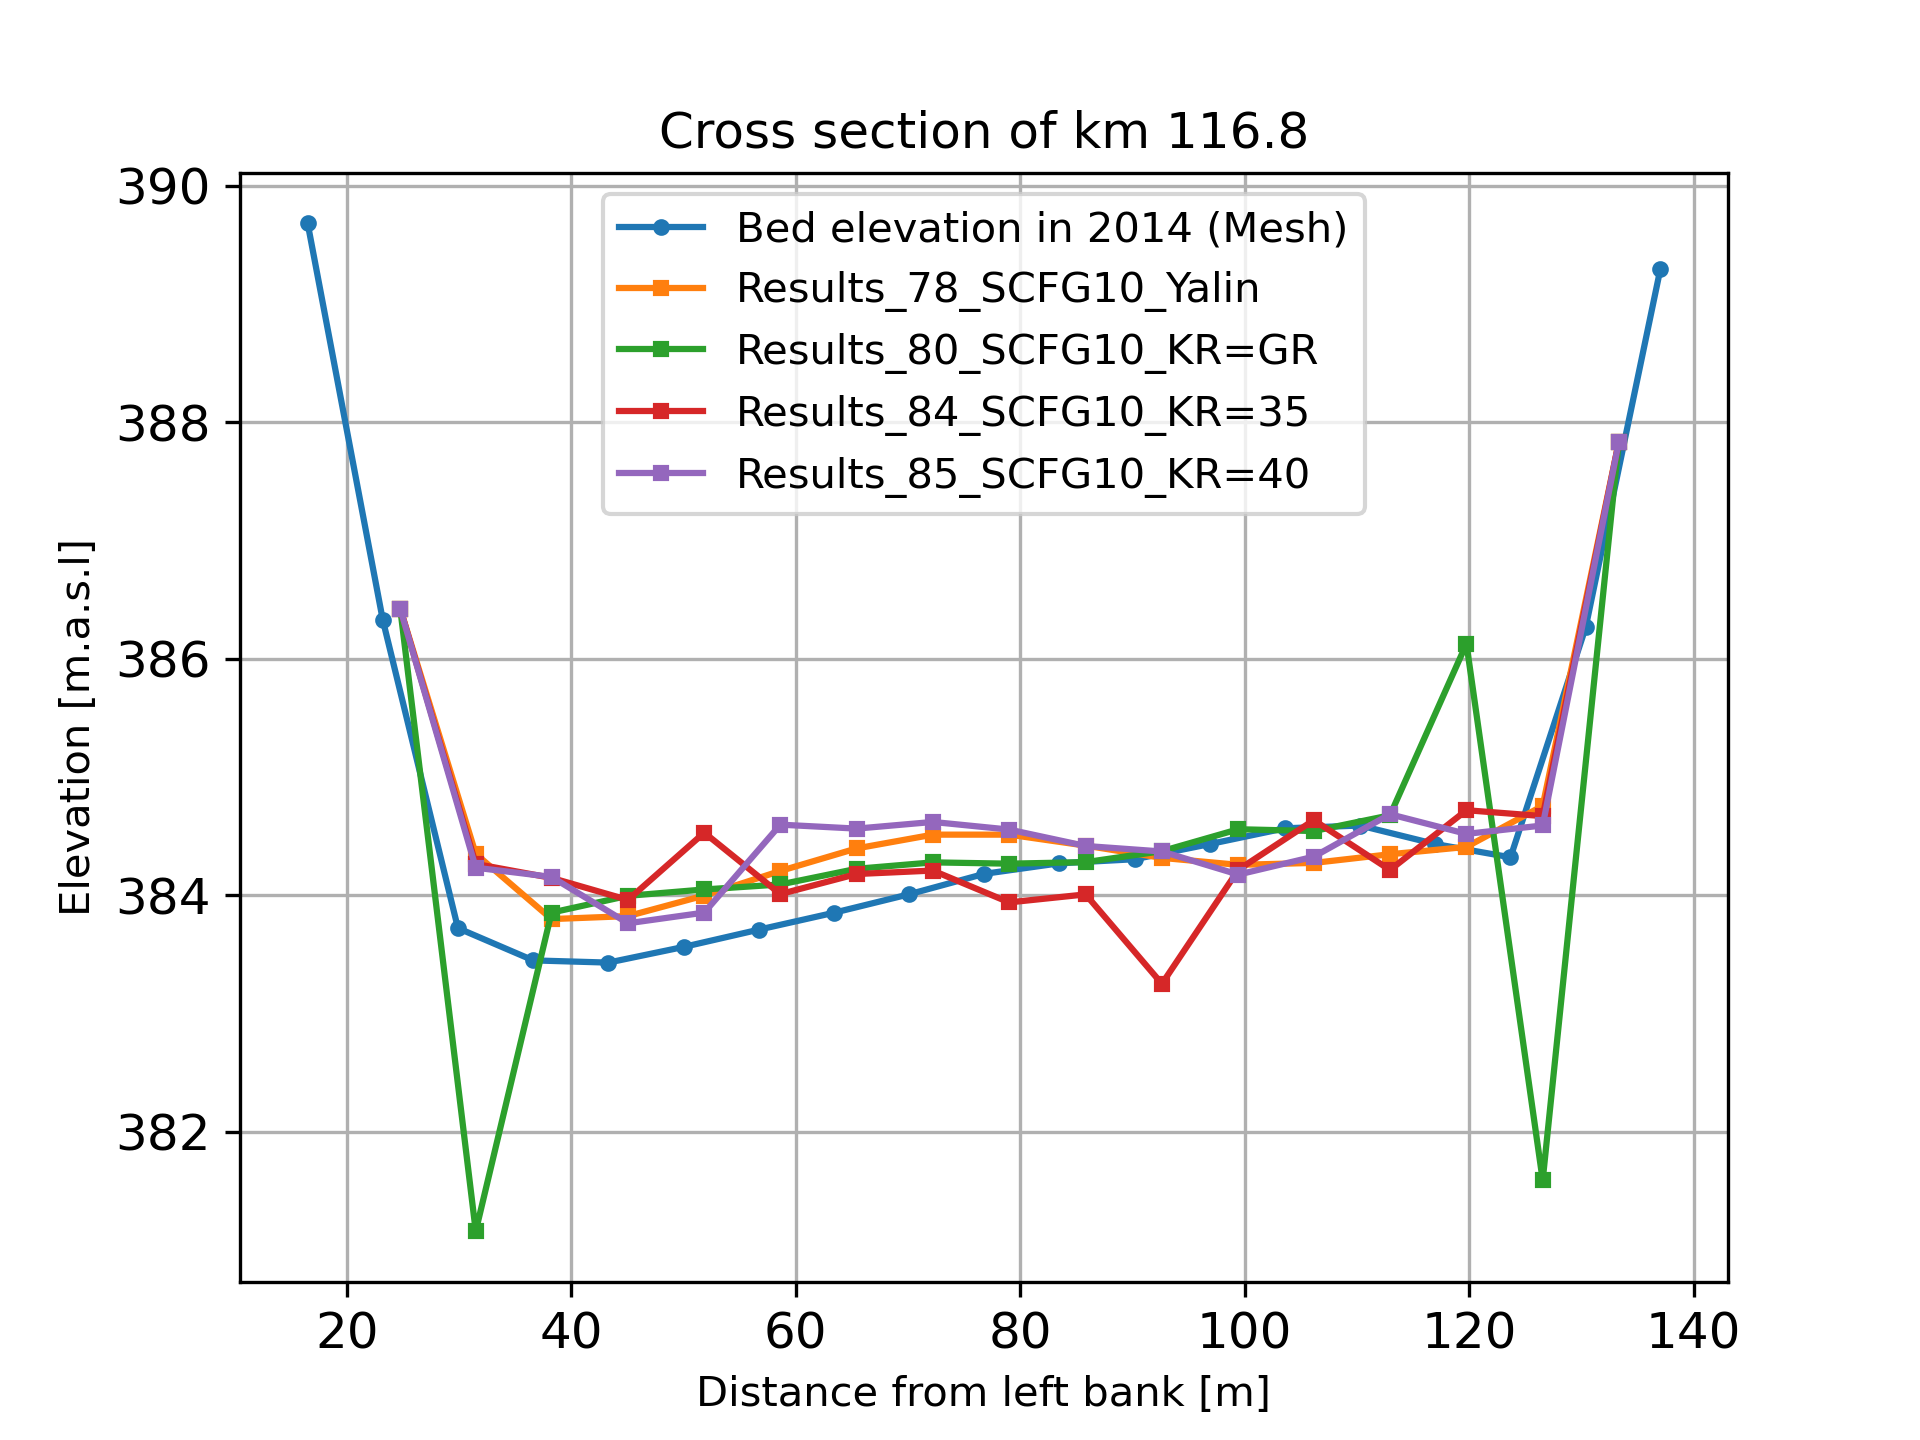 Cross section of km 116.8
390
388
386
384
382
Elevation [m.a.s.l]
Bed elevation in 2014 (Mesh)
Results_78_SCFG10_Yalin
Results_80_SCFG10_KR=GR
Results_84_SCFG10_KR=35
Results_85_SCFG10_KR=40
20 40 60 80 100 120 140
Distance from left bank [m]